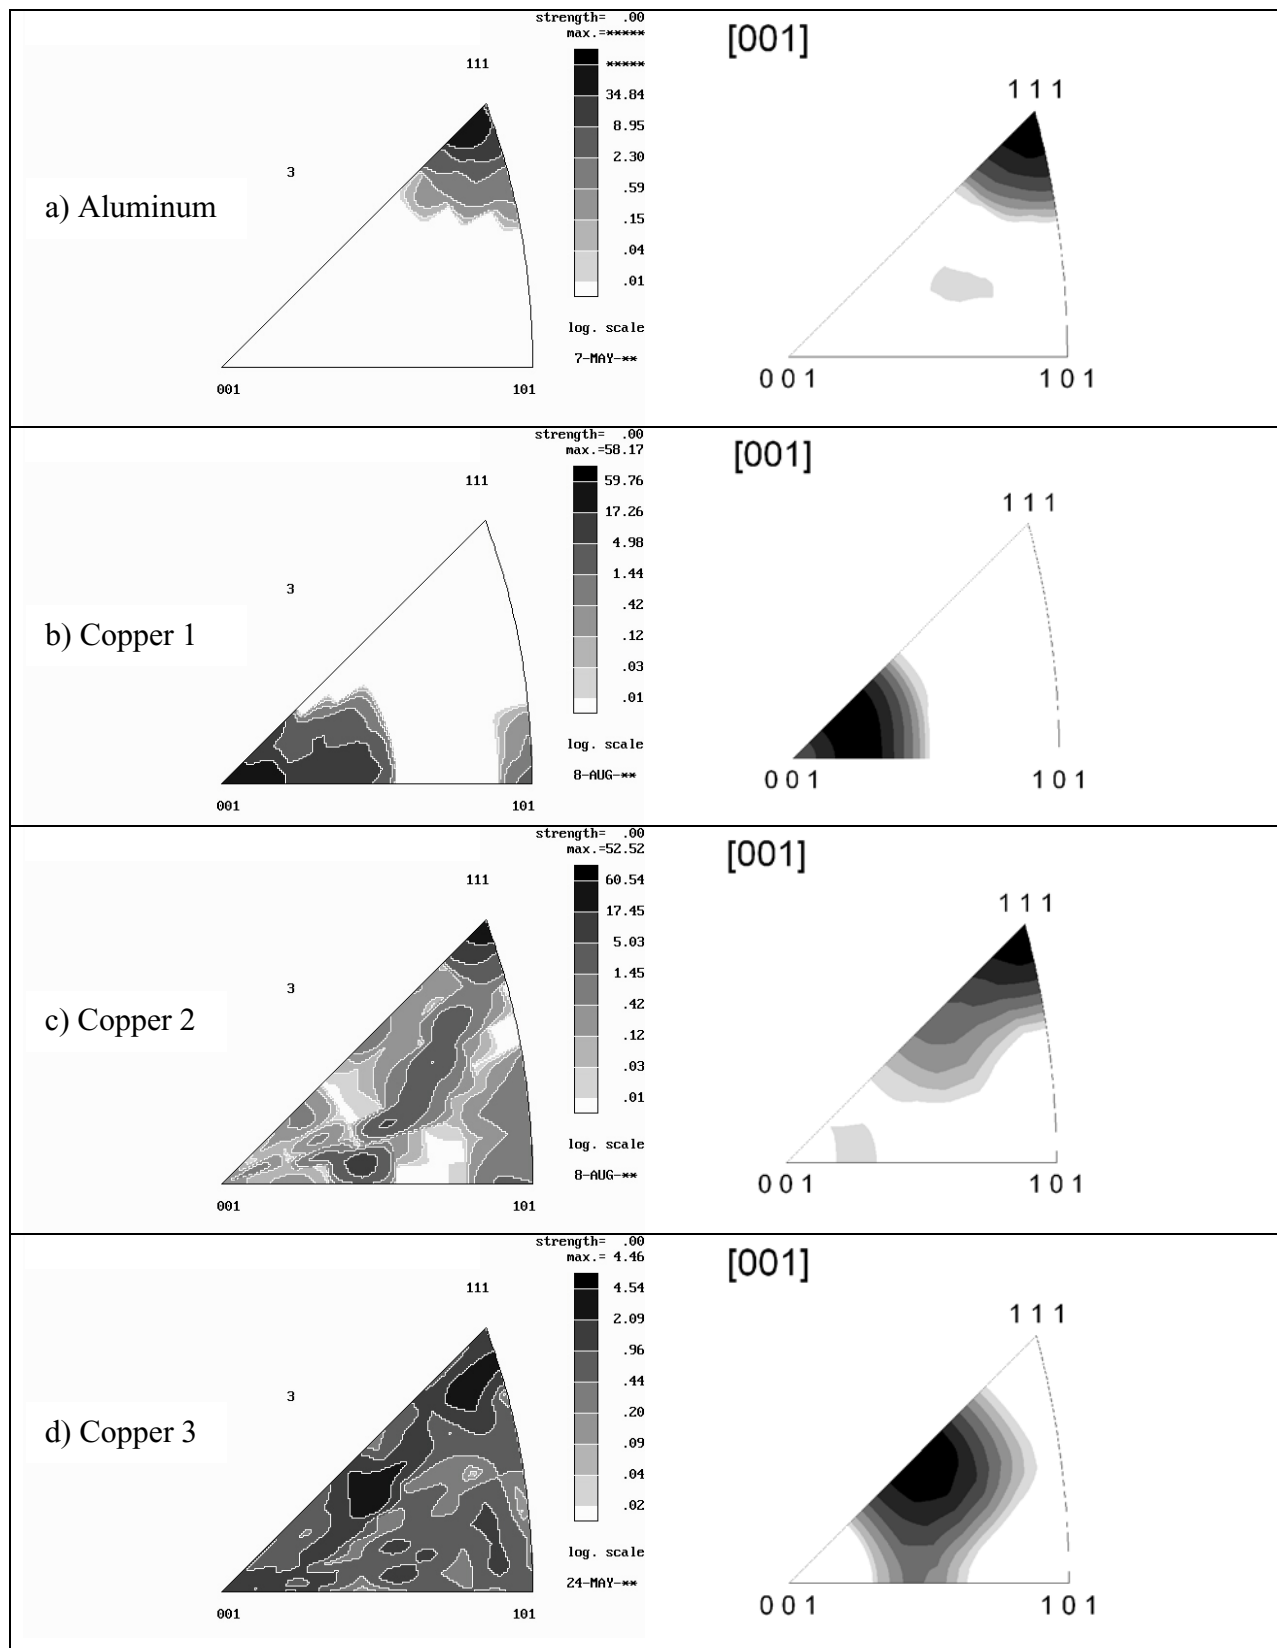 strength= .00
max.=*****
111
*****
34.84
8.95
2.30
.59
.15
.04
.01
3
a) Aluminum
log. scale
7-MAY-**
001
101
[001]
1 1 1
0 0 1
1 0 1
strength= .00
max.=58.17
111
59.76
17.26
4.98
1.44
.42
.12
.03
.01
3
b) Copper 1
log. scale
8-AUG-**
001
101
[001]
1 1 1
0 0 1
1 0 1
strength= .00
max.=52.52
111
60.54
17.45
5.03
1.45
.42
.12
.03
.01
3
c) Copper 2
log. scale
8-AUG-**
001
101
[001]
1 1 1
0 0 1
1 0 1
strength= .00
max.= 4.46
111
4.54
2.09
.96
.44
.20
.09
.04
.02
3
d) Copper 3
log. scale
24-MAY-**
001
101
[001]
1 1 1
0 0 1
1 0 1